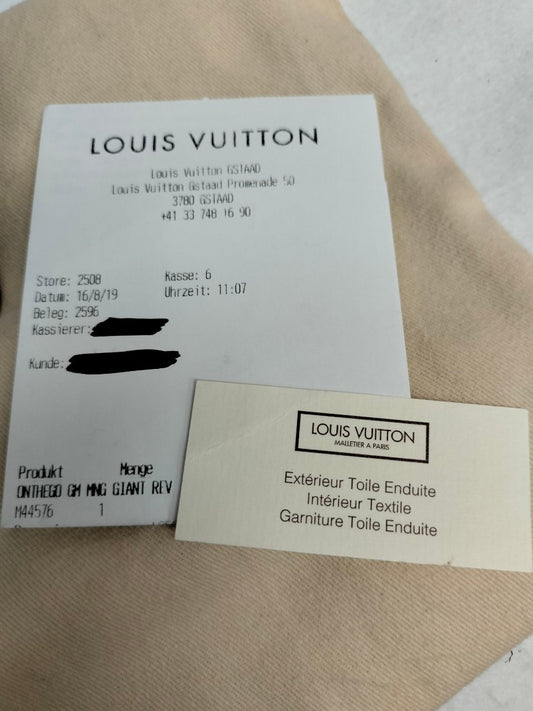 LOUIS VUITTON
Louis Vuitton GSTAAD
Louis Vuitton Gstaad Promenade 50
3780 GSTAAD
+41 33 748 16 90
Store: 2508 Kasse: 6
Datum: 16/8/19 Uhrzeit: 11:07
Beleg: 2596
Kassierer:
Kunde:
Produkt Menge
ONTHEGO GM MNG GIANT REV
M44576 1
LOUIS VUITTON
MALLETIER A PARIS
Extérieur Toile Enduite
Intérieur Textile
Garniture Toile Enduite